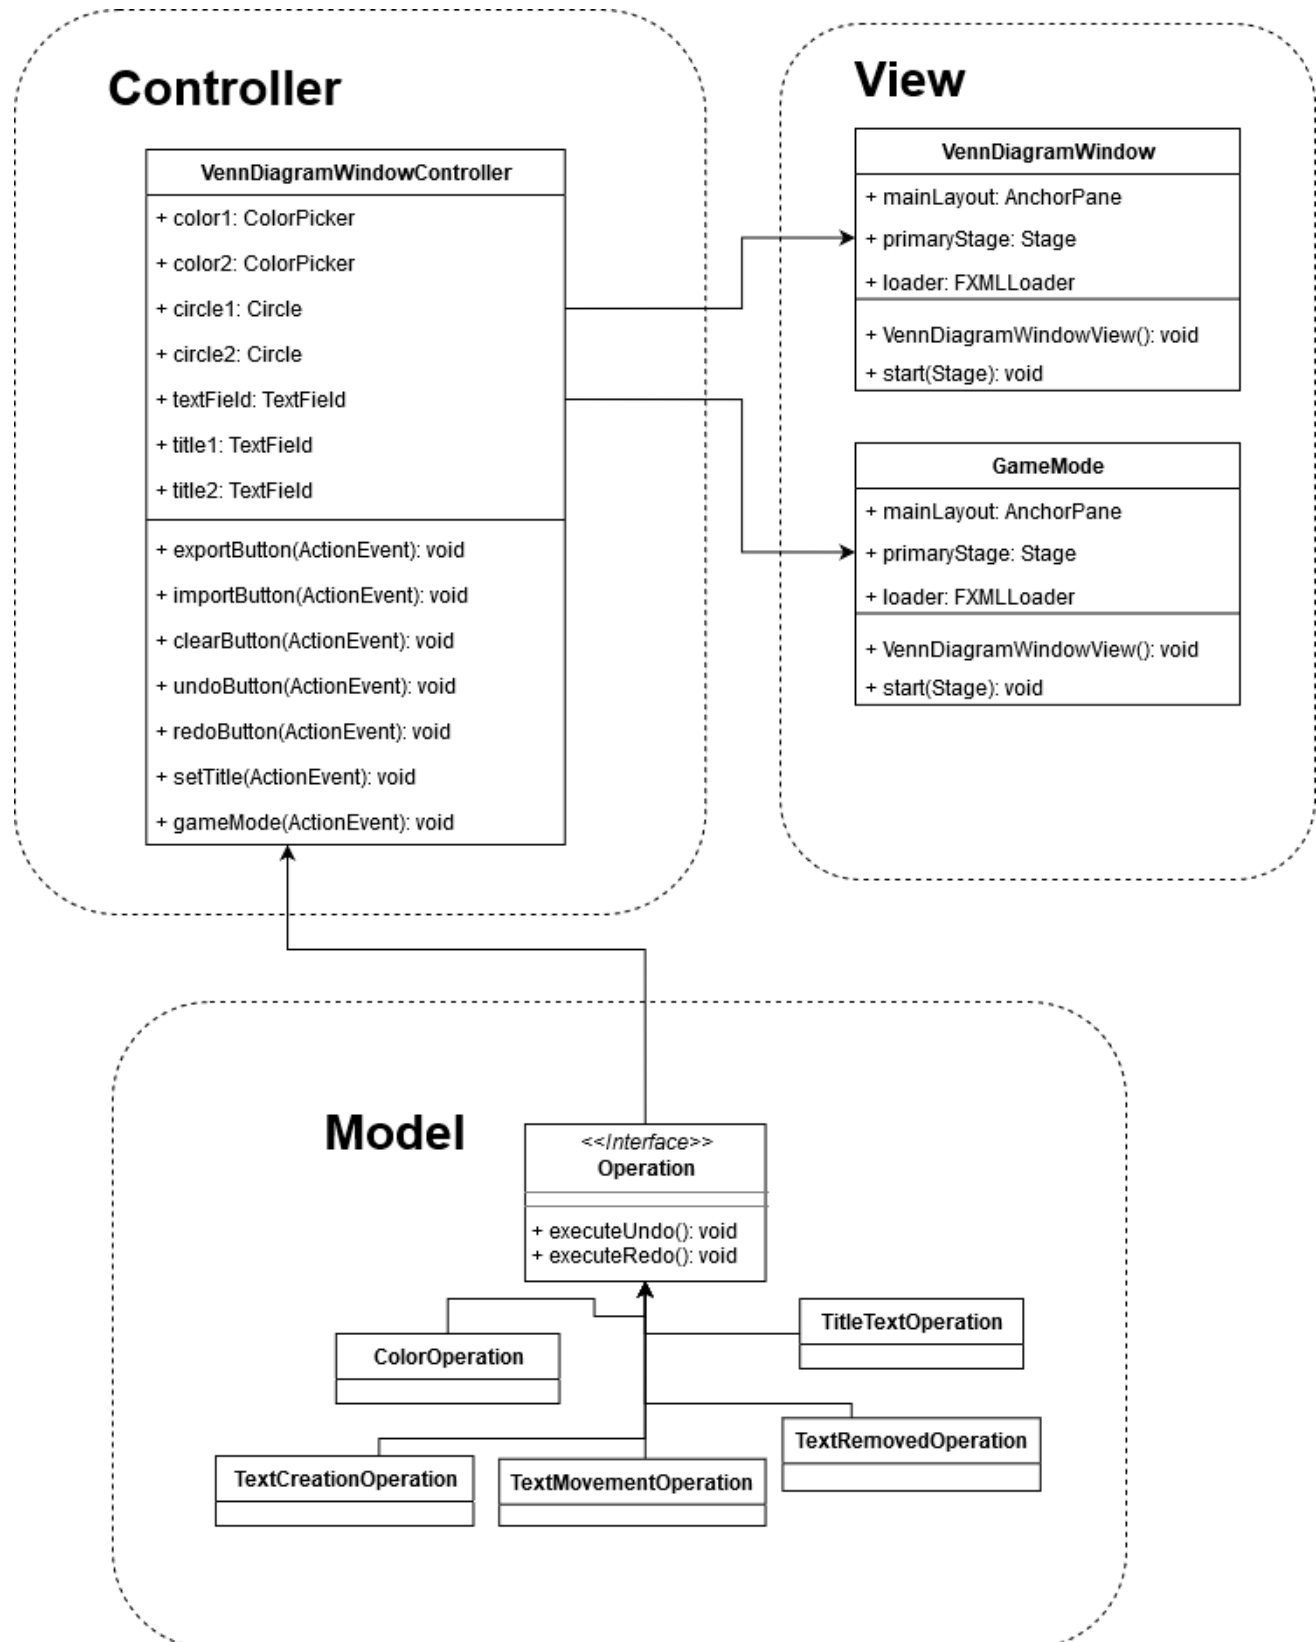 Controller
VennDiagramWindowController
+ color1: ColorPicker
+ color2: ColorPicker
+ circle1: Circle
+ circle2: Circle
+ textField: TextField
+ title1: TextField
+ title2: TextField
+ exportButton(ActionEvent): void
+ importButton(ActionEvent): void
+ clearButton(ActionEvent): void
+ undoButton(ActionEvent): void
+ redoButton(ActionEvent): void
+ setTitle(ActionEvent): void
+ gameMode(ActionEvent): void
View
VennDiagramWindow
+ mainLayout: AnchorPane
+ primaryStage: Stage
+ loader: FXMLLoader
+ VennDiagramWindowView(): void
+ start(Stage): void
GameMode
+ mainLayout: AnchorPane
+ primaryStage: Stage
+ loader: FXMLLoader
+ VennDiagramWindowView(): void
+ start(Stage): void
Model
<<Interface>>
Operation
+ executeUndo(): void
+ executeRedo(): void
ColorOperation
TitleTextOperation
TextCreationOperation
TextMovementOperation
TextRemovedOperation